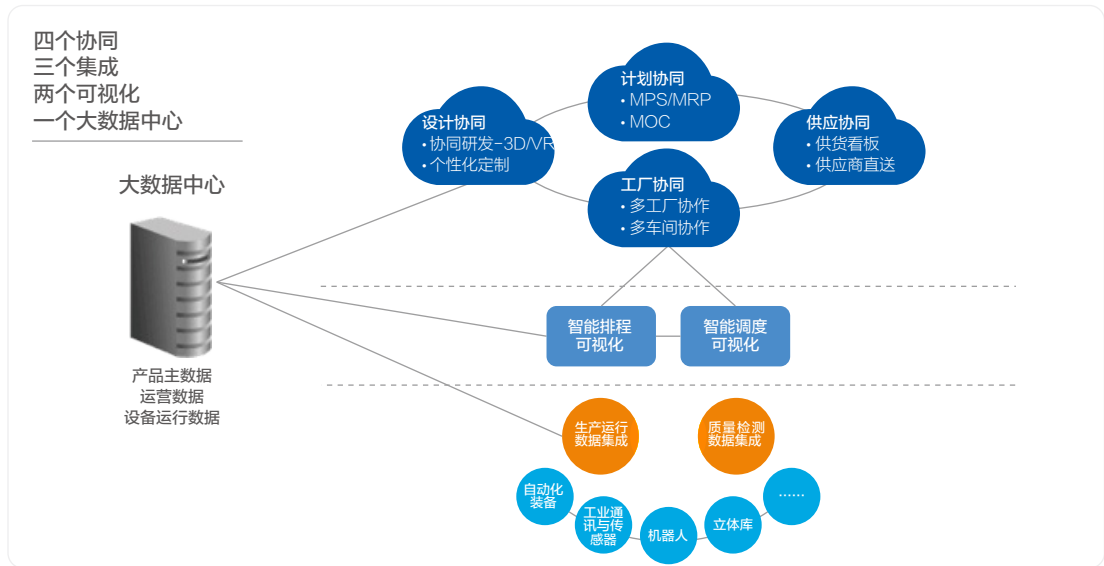 四个协同
三个集成
两个可视化
一个大数据中心
大数据中心
产品主数据
运营数据
设备运行数据
设计协同
• 协同研发-3D/VR
• 个性化定制
计划协同
• MPS/MRP
• MOC
供应协同
• 供货看板
• 供应商直送
工厂协同
• 多工厂协作
• 多车间协作
智能排程
可视化
智能调度
可视化
生产运行
数据集成
质量检测
数据集成
自动化
装备
工业通
讯与传
感器
机器人
立体库
……